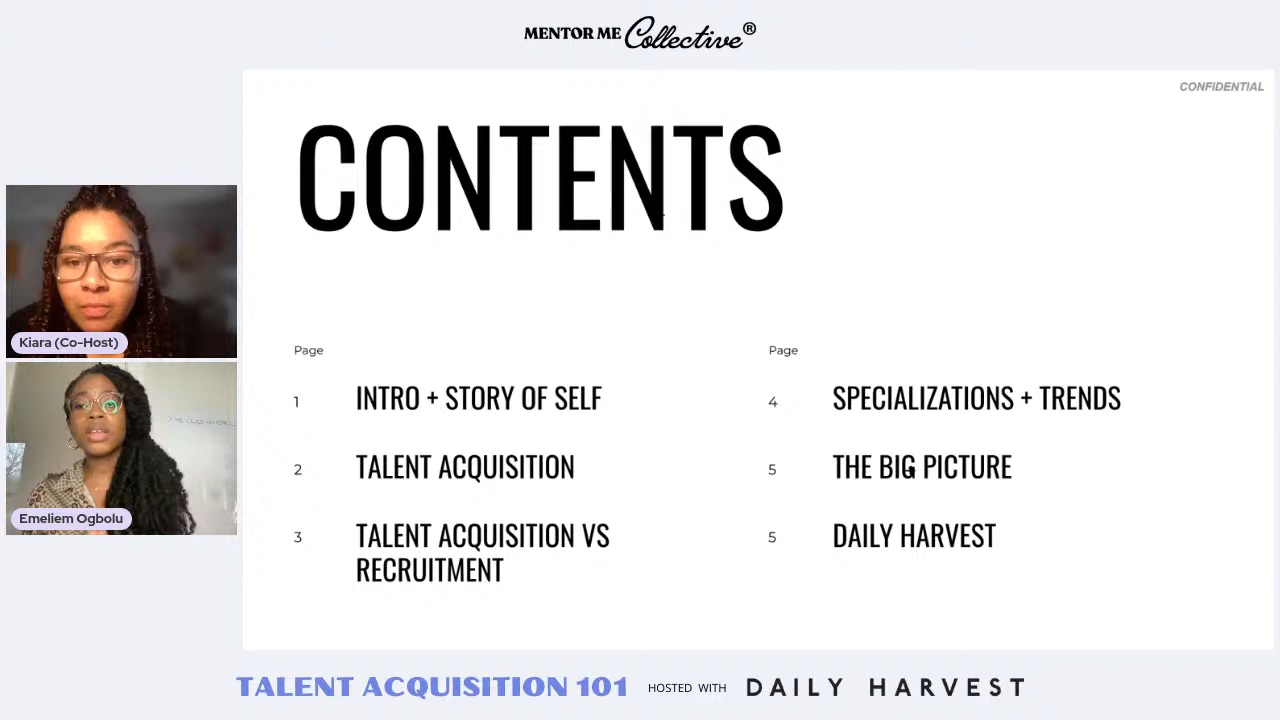 MENTOR ME Collective®
CONFIDENTIAL
CONTENTS
Page
1 INTRO + STORY OF SELF
2 TALENT ACQUISITION
3 TALENT ACQUISITION VS
RECRUITMENT
Page
4 SPECIALIZATIONS + TRENDS
5 THE BIG PICTURE
5 DAILY HARVEST
Kiara (Co-Host)
Emeliem Ogbolu
TALENT ACQUISITION 101 HOSTED WITH DAILY HARVEST